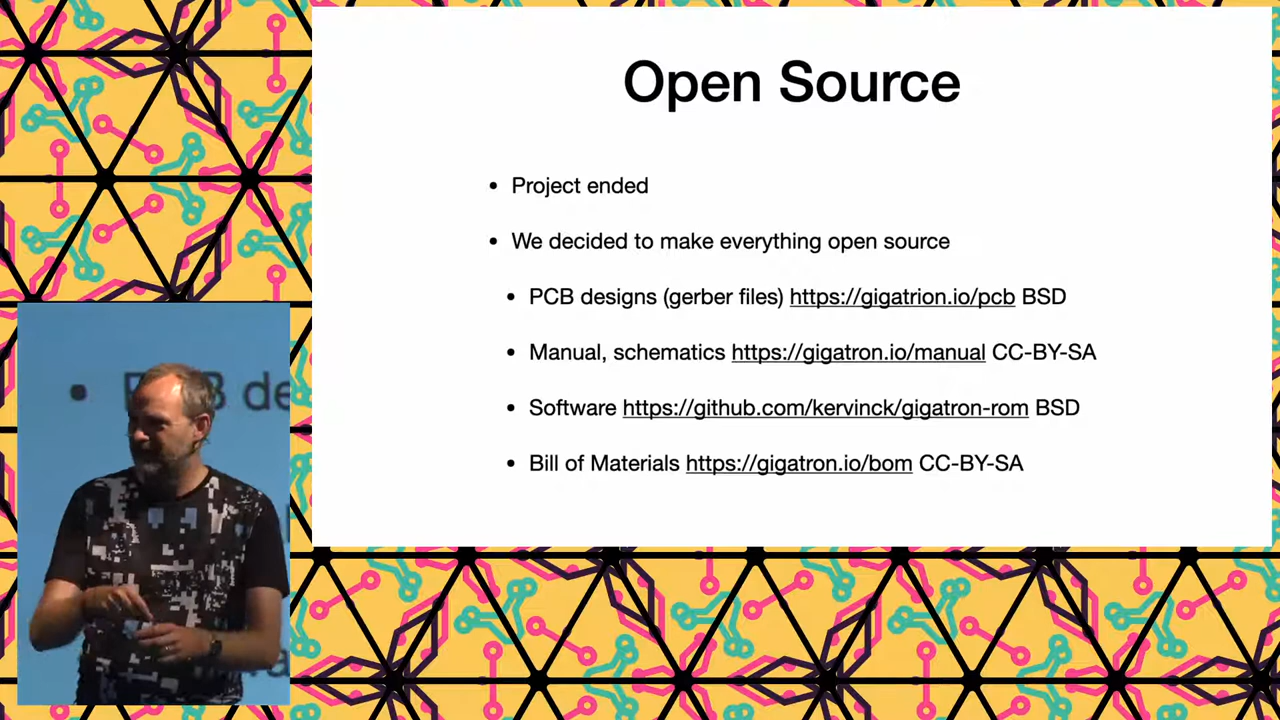 Open Source
• Project ended
• We decided to make everything open source
• PCB designs (gerber files) https://gigatrion.io/pcb BSD
• Manual, schematics https://gigatron.io/manual CC-BY-SA
• Software https://github.com/kervinck/gigatron-rom BSD
• Bill of Materials https://gigatron.io/bom CC-BY-SA